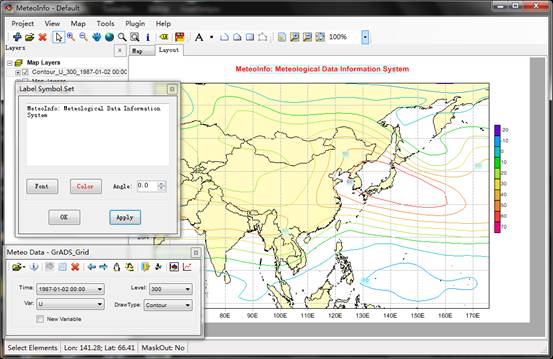 MeteoInfo - Default
Project View Map Tools Plugin Help
100%
Layers
Map Layout
Map Layers
Contour_U_300_1987-01-02 00:00
MeteoInfo: Meteological Data Information System
Label Symbol Set
MeteoInfo: Meteological Data Information
System
Font Color Angle: 0.0
OK Apply
-20
-10
0
10
20
30
40
50
60
70
Meteo Data - GrADS_Grid
Time: 1987-01-02 00:00 Level: 300
Var: U DrawType: Contour
New Variable
80E 90E 100E 110E 120E 130E 140E 150E 160E 170E
Select Elements Lon: 141.28; Lat: 66.41 MaskOut: No